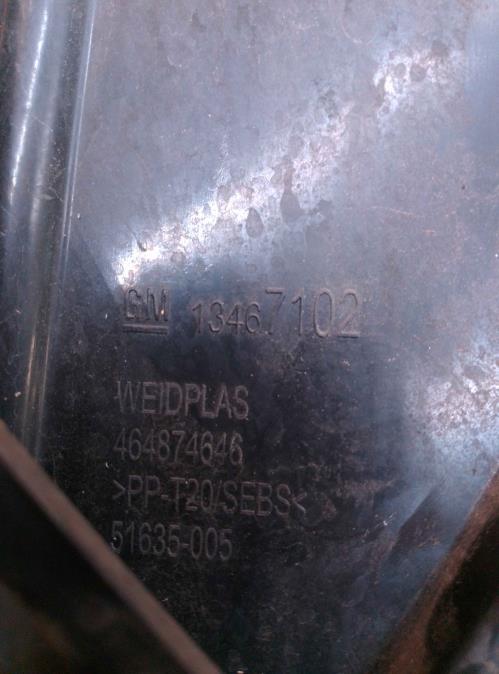 GM 13467102
WEIDPLAS
464874646
>PP-T20/SEBS<
51635-005